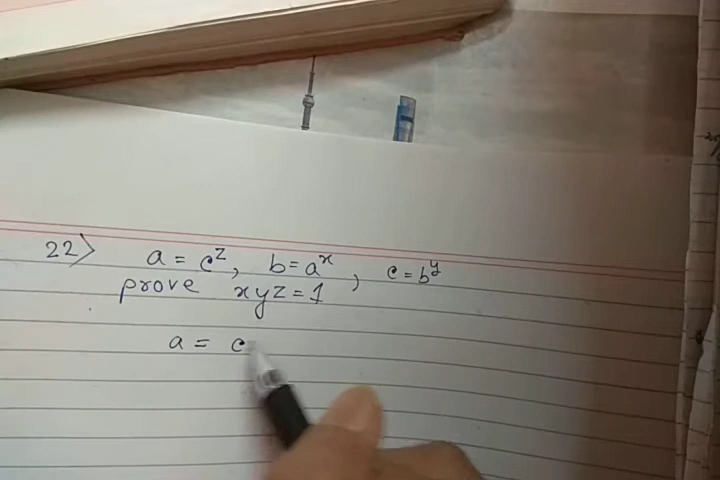 22> a = c^z, b = a^x, c = b^y
prove xyz = 1
a = c